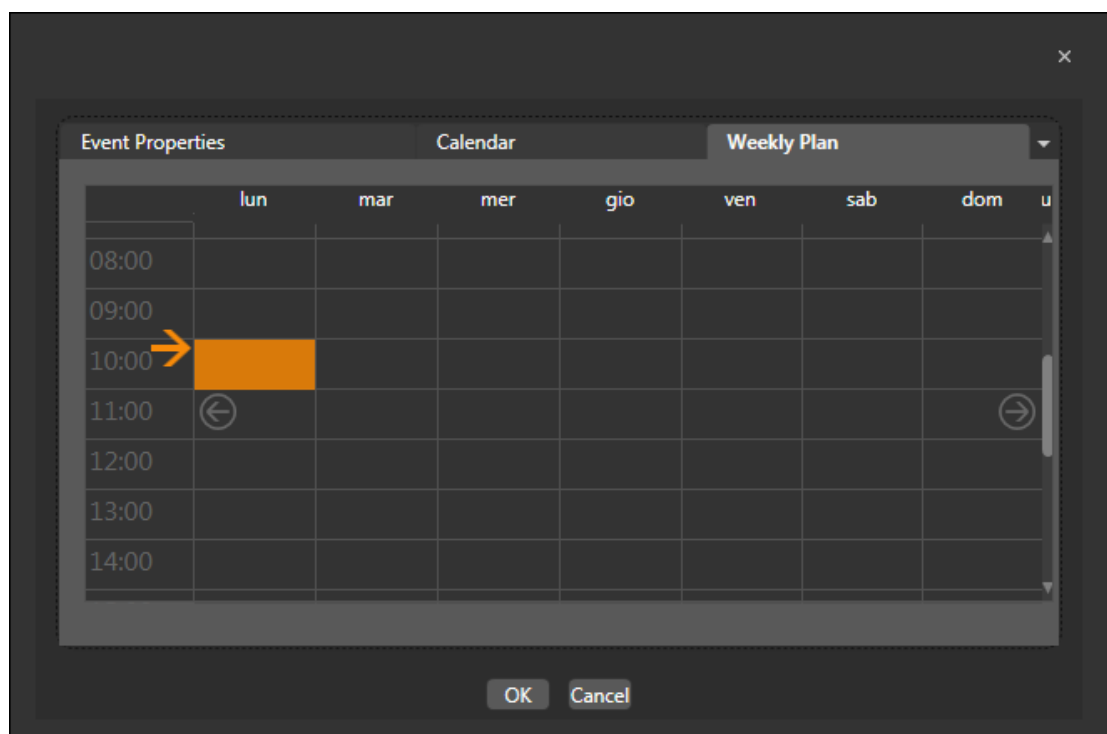 Event Properties Calendar Weekly Plan
lun mar mer gio ven sab dom u
08:00
09:00
10:00
11:00
12:00
13:00
14:00
OK Cancel